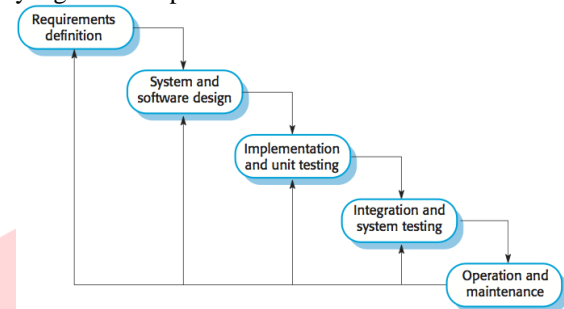 Requirements
definition
System and
software design
Implementation
and unit testing
Integration and
system testing
Operation and
maintenance